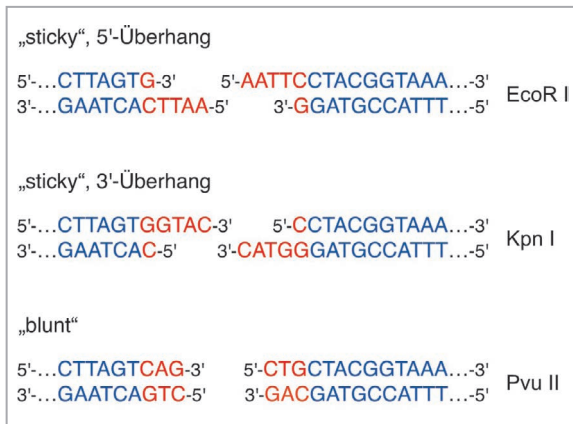 „sticky“, 5'-Überhang
5'-...CTTAGTG-3' 5'-AATTCCTACGGTAAA...-3'
3'-...GAATCACTTAA-5' 3'-GGATGCCATTT...-5'
EcoR I
„sticky“, 3'-Überhang
5'-...CTTAGTGGTAC-3' 5'-CCTACGGTAAA...-3'
3'-...GAATCAC-5' 3'-CATGGGATGCCATTT...-5'
Kpn I
„blunt“
5'-...CTTAGTCAG-3' 5'-CTGCTACGGTAAA...-3'
3'-...GAATCAGTC-5' 3'-GACGATGCCATTT...-5'
Pvu II